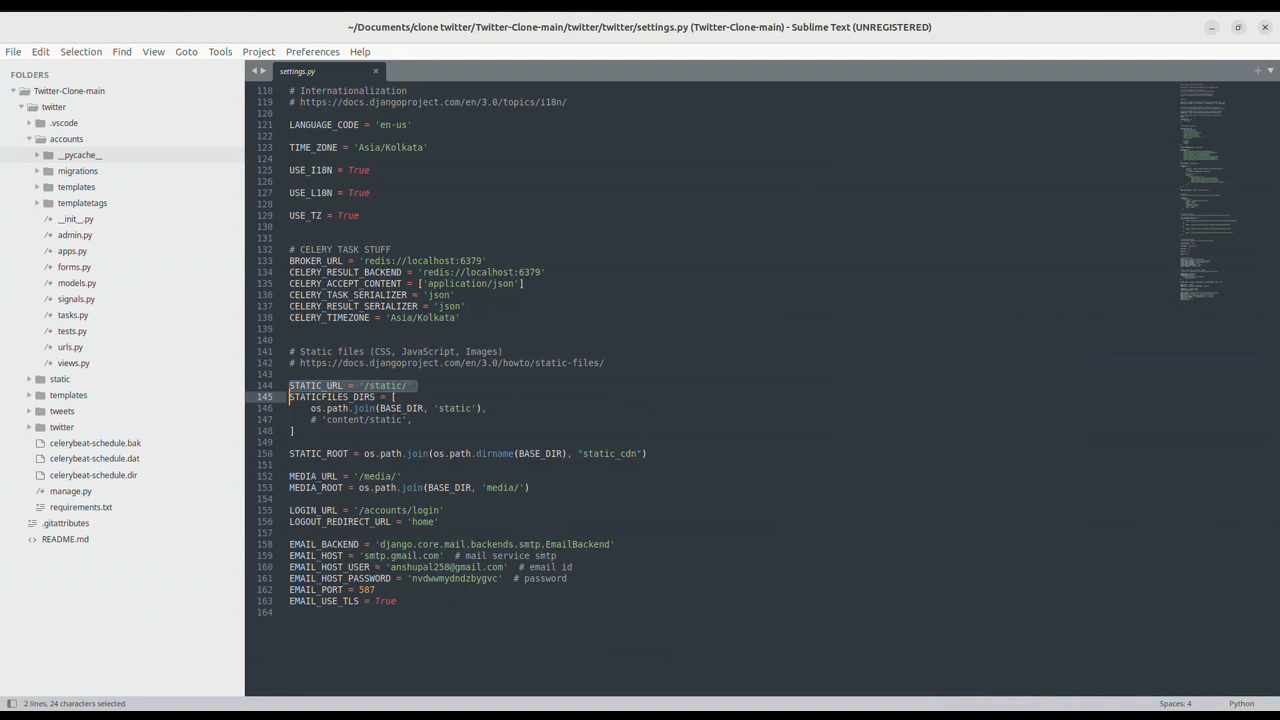 ~/Documents/clone twitter/Twitter-Clone-main/twitter/twitter/settings.py (Twitter-Clone-main) - Sublime Text (UNREGISTERED)
File Edit Selection Find View Goto Tools Project Preferences Help
FOLDERS
Twitter-Clone-main
twitter
.vscode
accounts
__pycache__
migrations
templates
templatetags
/* __init__.py
/* admin.py
/* apps.py
/* forms.py
/* models.py
/* signals.py
/* tasks.py
/* tests.py
/* urls.py
/* views.py
static
templates
tweets
twitter
celerybeat-schedule.bak
celerybeat-schedule.dat
celerybeat-schedule.dir
/* manage.py
requirements.txt
.gitattributes
<> README.md
settings.py
118 # Internationalization
119 # https://docs.djangoproject.com/en/3.0/topics/i18n/
120
121 LANGUAGE_CODE = 'en-us'
122
123 TIME_ZONE = 'Asia/Kolkata'
124
125 USE_I18N = True
126
127 USE_L10N = True
128
129 USE_TZ = True
130
131
132 # CELERY TASK STUFF
133 BROKER_URL = 'redis://localhost:6379'
134 CELERY_RESULT_BACKEND = 'redis://localhost:6379'
135 CELERY_ACCEPT_CONTENT = ['application/json']
136 CELERY_TASK_SERIALIZER = 'json'
137 CELERY_RESULT_SERIALIZER = 'json'
138 CELERY_TIMEZONE = 'Asia/Kolkata'
139
140
141 # Static files (CSS, JavaScript, Images)
142 # https://docs.djangoproject.com/en/3.0/howto/static-files/
143
144 STATIC_URL = '/static/'
145 STATICFILES_DIRS = [
146 os.path.join(BASE_DIR, 'static'),
147 # 'content/static',
148 ]
149
150 STATIC_ROOT = os.path.join(os.path.dirname(BASE_DIR), "static_cdn")
151
152 MEDIA_URL = '/media/'
153 MEDIA_ROOT = os.path.join(BASE_DIR, 'media/')
154
155 LOGIN_URL = '/accounts/login'
156 LOGOUT_REDIRECT_URL = 'home'
157
158 EMAIL_BACKEND = 'django.core.mail.backends.smtp.EmailBackend'
159 EMAIL_HOST = 'smtp.gmail.com' # mail service smtp
160 EMAIL_HOST_USER = 'anshupal258@gmail.com' # email id
161 EMAIL_HOST_PASSWORD = 'nvdwwmydndzbygvc' # password
162 EMAIL_PORT = 587
163 EMAIL_USE_TLS = True
164
2 lines, 24 characters selected
Spaces: 4
Python